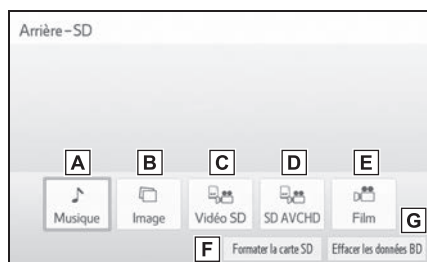 Arrière-SD
A B C D E
Musique Image Vidéo SD SD AVCHD Film
G
F Formater la carte SD Effacer les données BD